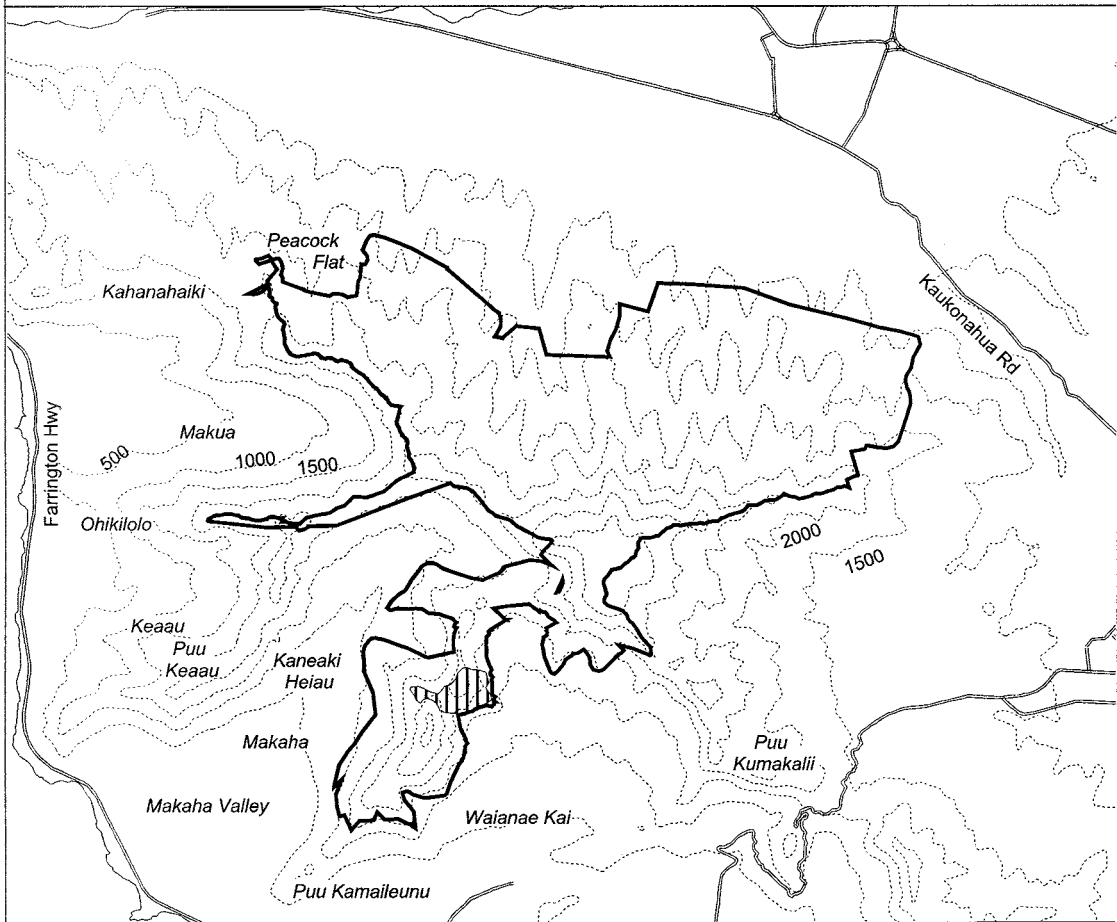 Peacock
Flat
Kahanahaiki
Kaukonahua Rd
Farrington Hwy
Makua
500
1000
1500
Ohikilolo
2000
1500
Keaau
Puu
Keaau
Kaneaki
Heiau
Makaha
Puu
Kumakalii
Makaha Valley
Waianae Kai
Puu Kamaileunu